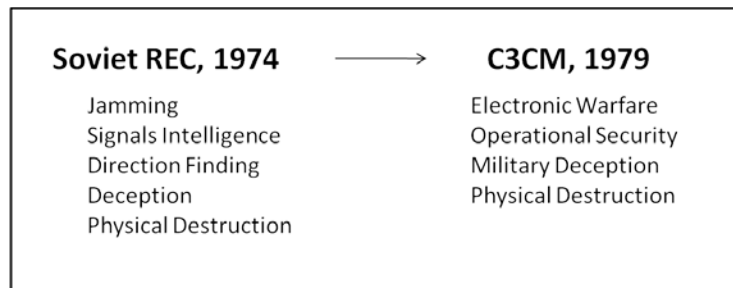 Soviet REC, 1974
Jamming
Signals Intelligence
Direction Finding
Deception
Physical Destruction
C3CM, 1979
Electronic Warfare
Operational Security
Military Deception
Physical Destruction